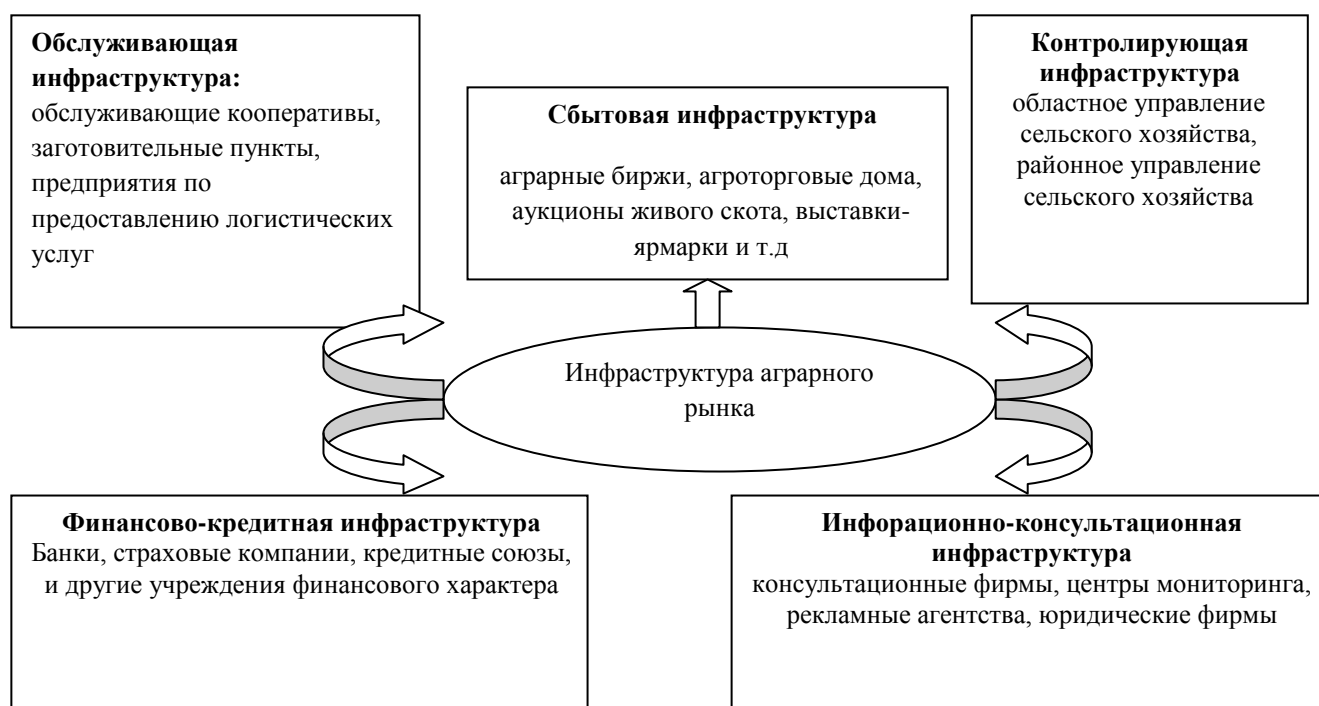 Обслуживающая
инфраструктура:
обслуживающие кооперативы,
заготовительные пункты,
предприятия по
предоставлению логистических
услуг
Сбытовая инфраструктура
аграрные биржи, агроторговые дома,
аукционы живого скота, выставки-
ярмарки и т.д
Контролирующая
инфраструктура
областное управление
сельского хозяйства,
районное управление
сельского хозяйства
Инфраструктура аграрного
рынка
Финансово-кредитная инфраструктура
Банки, страховые компании, кредитные союзы,
и другие учреждения финансового характера
Инфорационно-консультационная
инфраструктура
консультационные фирмы, центры мониторинга,
рекламные агентства, юридические фирмы